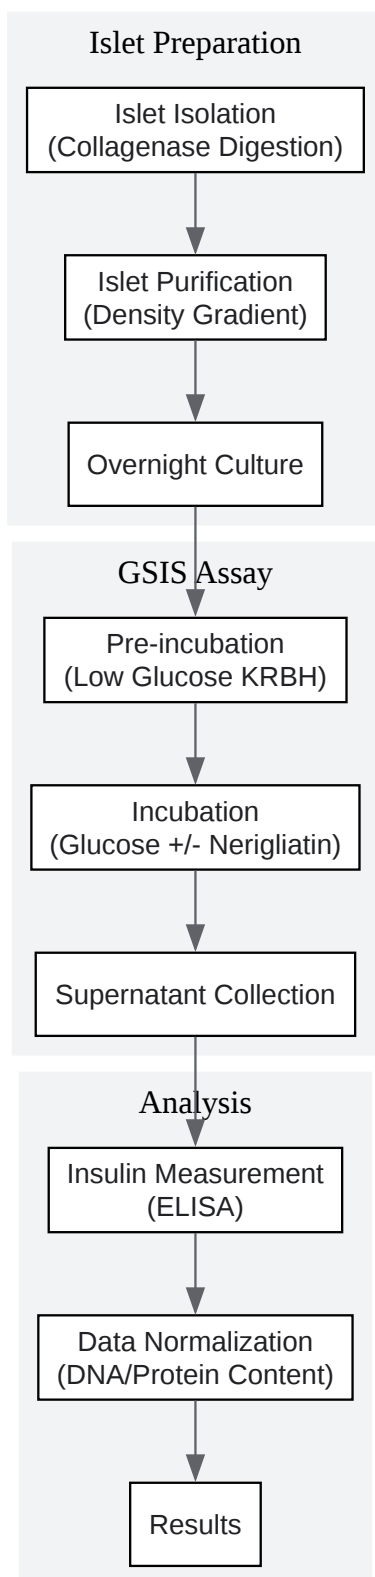 Islet Preparation
Islet Isolation
(Collagenase Digestion)
Islet Purification
(Density Gradient)
Overnight Culture
GSIS Assay
Pre-incubation
(Low Glucose KRBH)
Incubation
(Glucose +/- Nerigliatin)
Supernatant Collection
Analysis
Insulin Measurement
(ELISA)
Data Normalization
(DNA/Protein Content)
Results